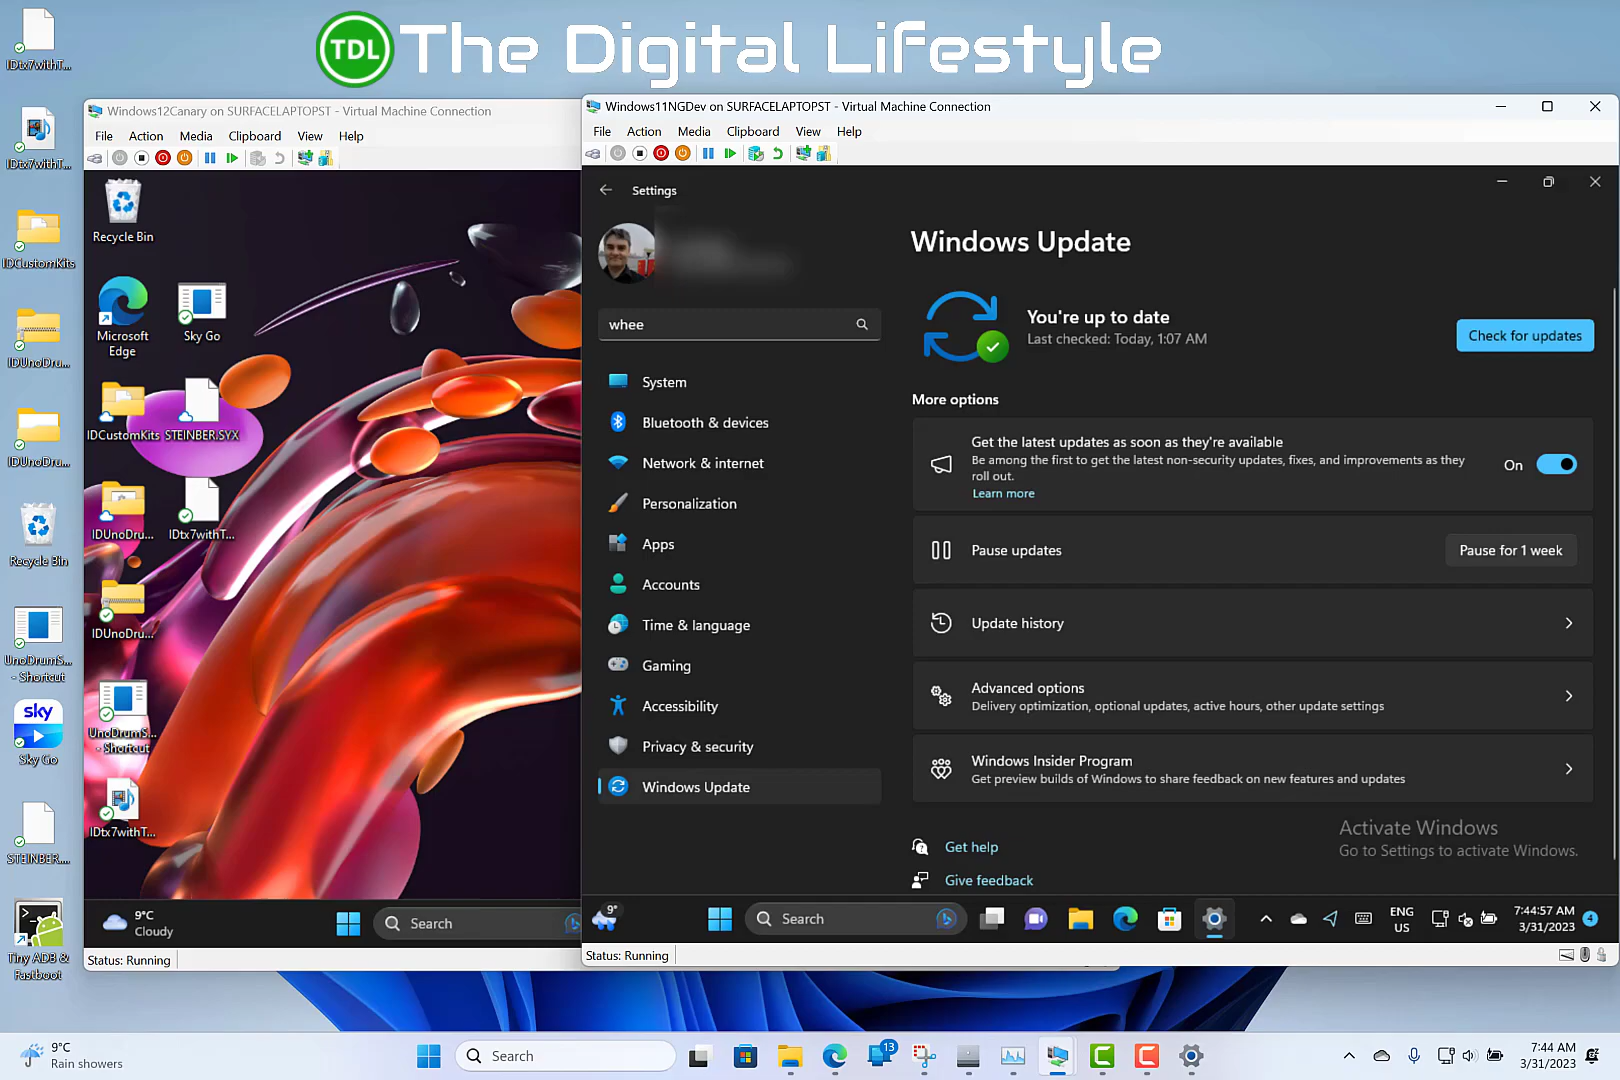 TDL The Digital Lifestyle
IDtx7withT...
IDtx7withT...
IDCustomKits
IDUnoDru...
IDUnoDru...
Recycle Bin
UnoDrumS...
- Shortcut
sky
Sky Go
STEINBER....
Tiny ADB &
Fastboot
Windows12Canary on SURFACELAPTOPST - Virtual Machine Connection
File Action Media Clipboard View Help
Recycle Bin
Microsoft
Edge
Sky Go
IDCustomKits
STEINBER.SYX
IDUnoDru...
IDtx7withT...
IDUnoDru...
UnoDrumS...
- Shortcut
IDtx7withT...
9°C
Cloudy
Search
Status: Running
Windows11NGDev on SURFACELAPTOPST - Virtual Machine Connection
File Action Media Clipboard View Help
Settings
whee
System
Bluetooth & devices
Network & internet
Personalization
Apps
Accounts
Time & language
Gaming
Accessibility
Privacy & security
Windows Update
Windows Update
You're up to date
Last checked: Today, 1:07 AM
Check for updates
More options
Get the latest updates as soon as they're available
Be among the first to get the latest non-security updates, fixes, and improvements as they
roll out.
Learn more
On
Pause updates
Pause for 1 week
Update history
Advanced options
Delivery optimization, optional updates, active hours, other update settings
Windows Insider Program
Get preview builds of Windows to share feedback on new features and updates
Get help
Give feedback
Activate Windows
Go to Settings to activate Windows.
9°
Search
ENG
US
7:44:57 AM
3/31/2023
4
Status: Running
9°C
Rain showers
Search
13
7:44 AM
3/31/2023